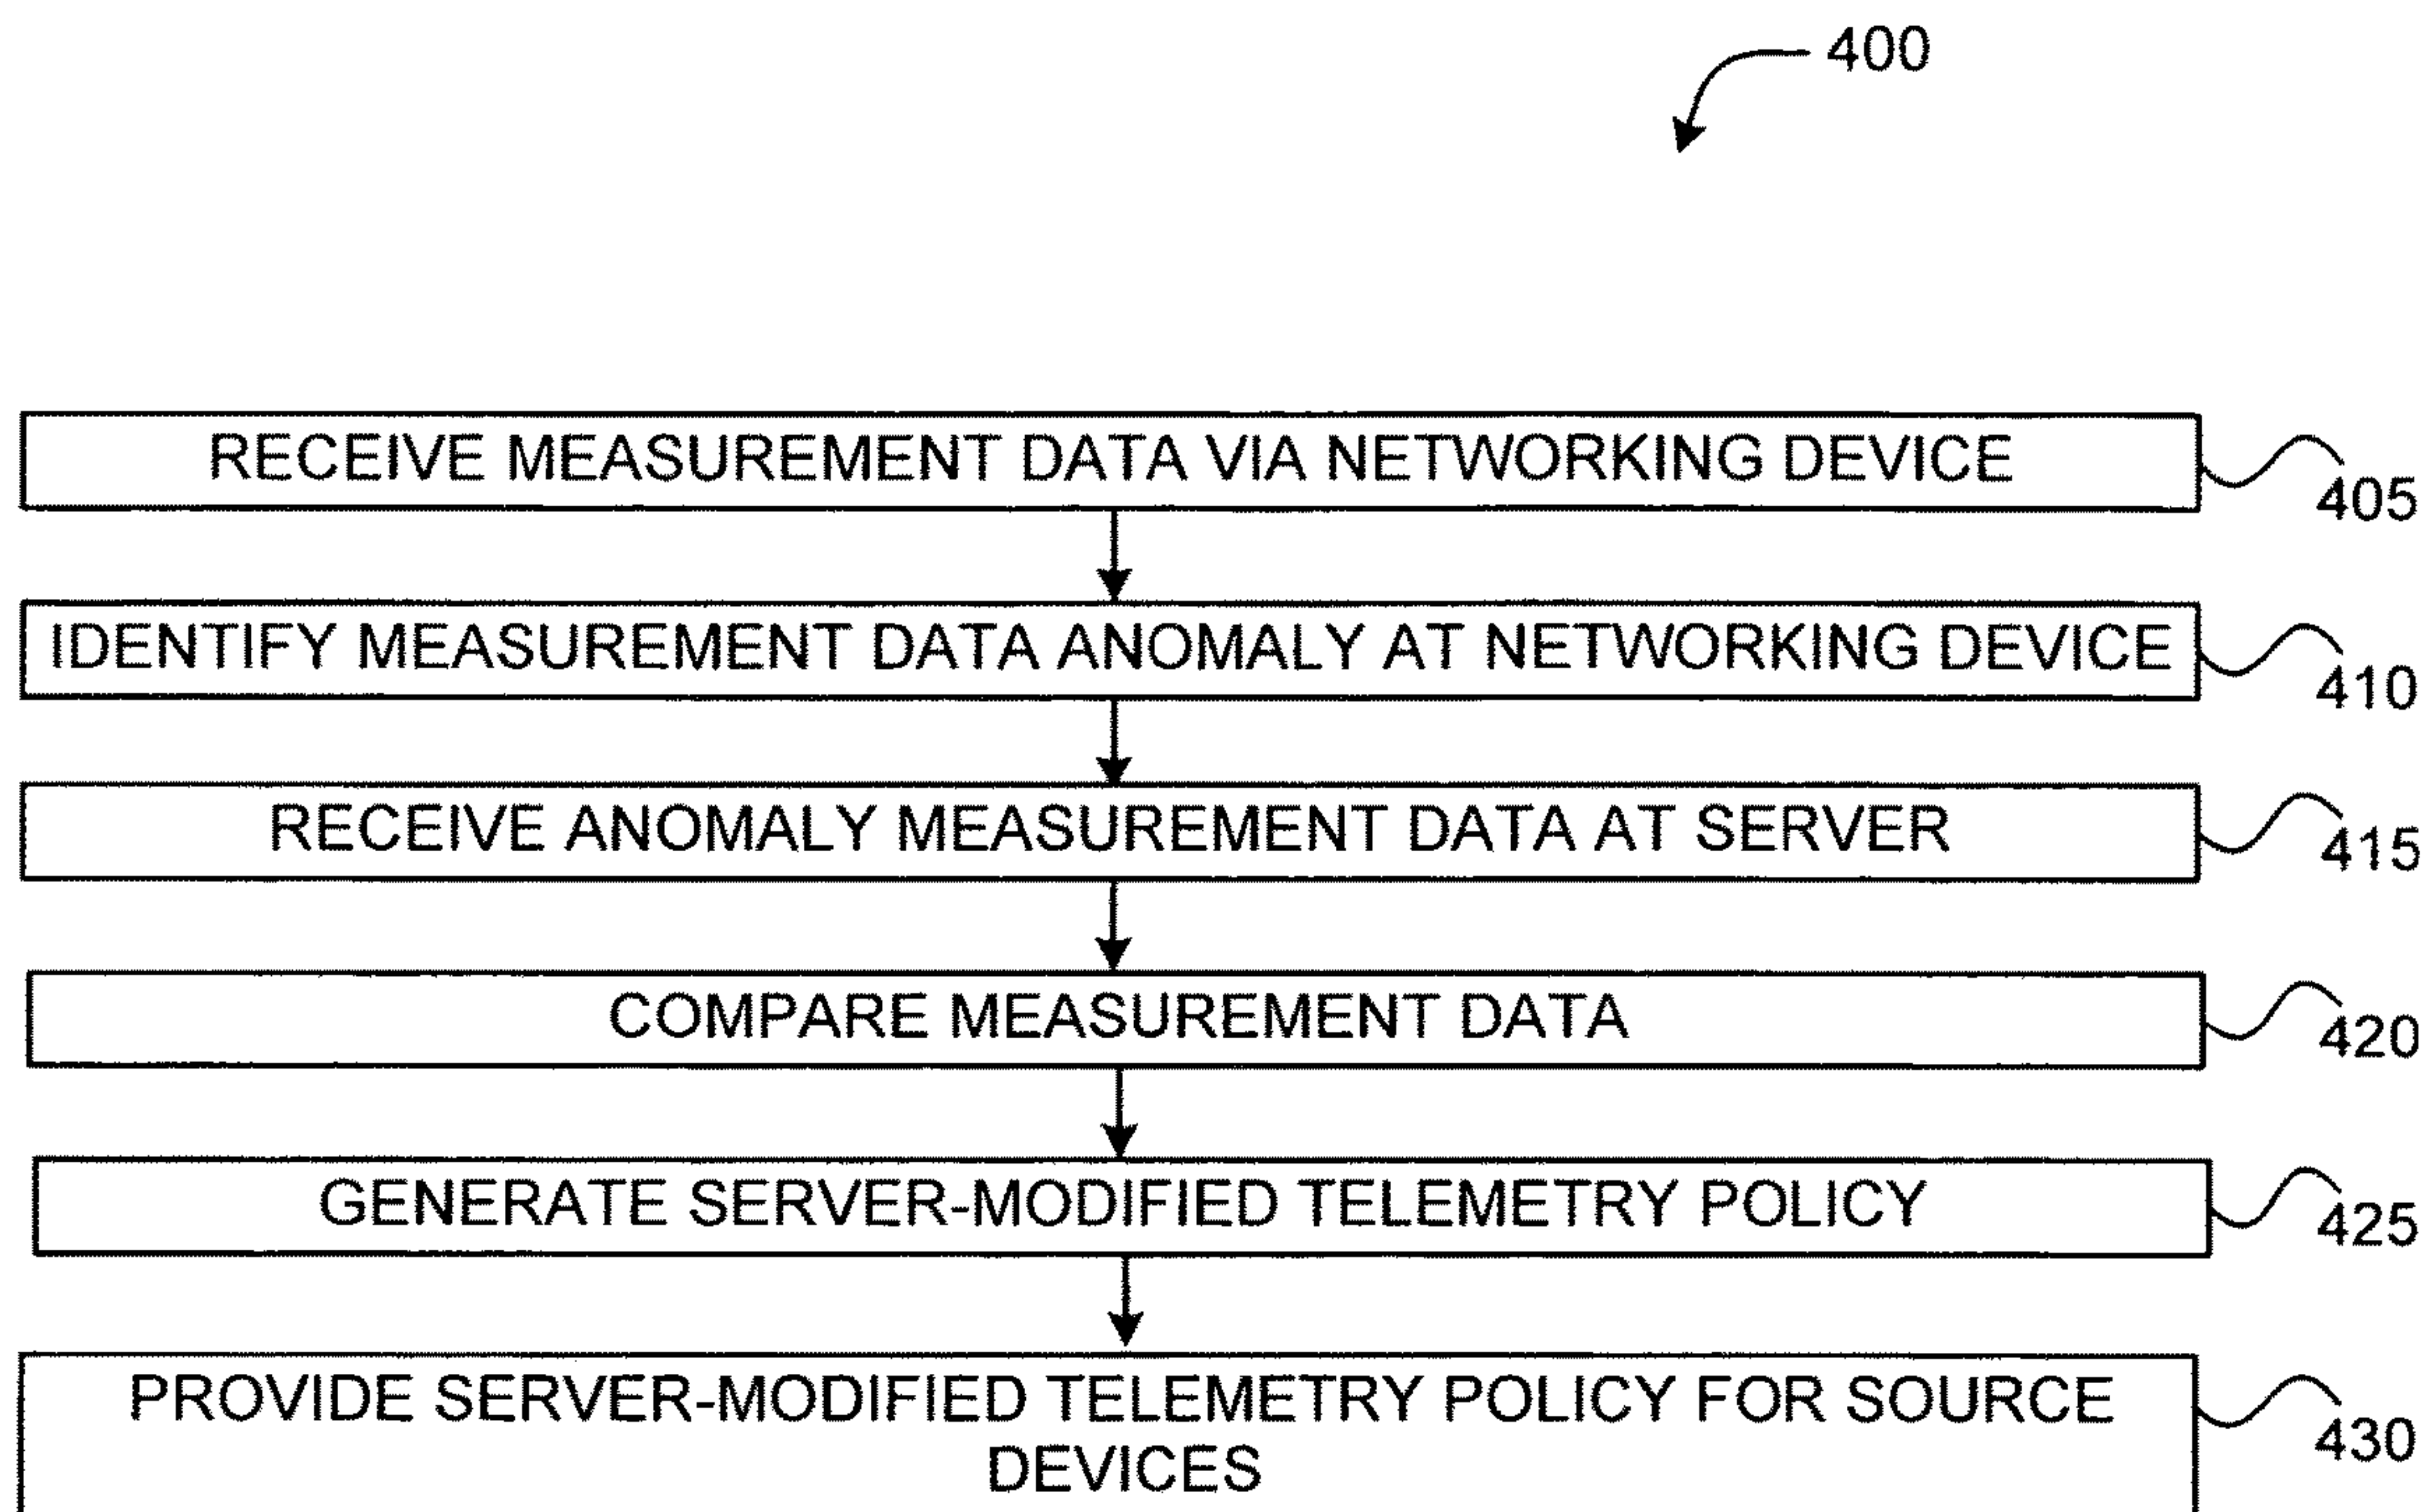 400
RECEIVE MEASUREMENT DATA VIA NETWORKING DEVICE
405
IDENTIFY MEASUREMENT DATA ANOMALY AT NETWORKING DEVICE
410
RECEIVE ANOMALY MEASUREMENT DATA AT SERVER
415
COMPARE MEASUREMENT DATA
420
GENERATE SERVER-MODIFIED TELEMETRY POLICY
425
PROVIDE SERVER-MODIFIED TELEMETRY POLICY FOR SOURCE
DEVICES
430